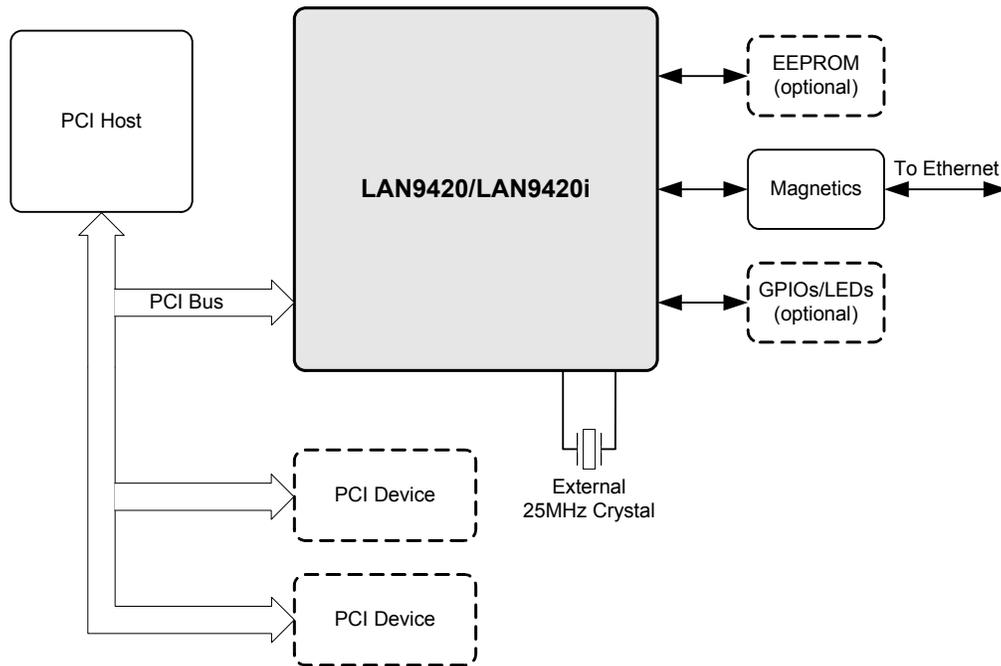 PCI Host
EEPROM
(optional)
LAN9420/LAN9420i
Magnetics
To Ethernet
PCI Bus
GPIOs/LEDs
(optional)
External
25MHz Crystal
PCI Device
PCI Device